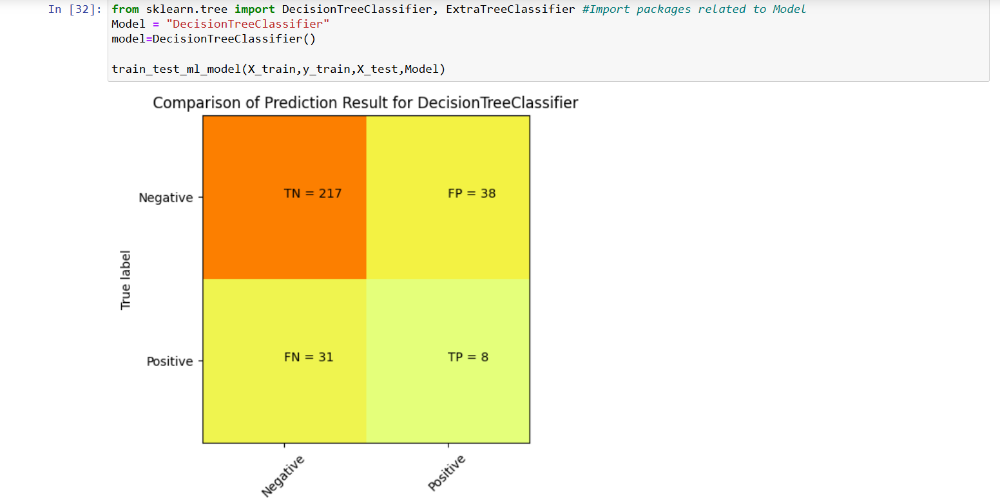 In [32]: from sklearn.tree import DecisionTreeClassifier, ExtraTreeClassifier #Import packages related to Model
Model = "DecisionTreeClassifier"
model=DecisionTreeClassifier()
train_test_ml_model(X_train,y_train,X_test,Model)
Comparison of Prediction Result for DecisionTreeClassifier
TN = 217
FP = 38
Negative
True label
FN = 31
TP = 8
Positive
Negative
Positive